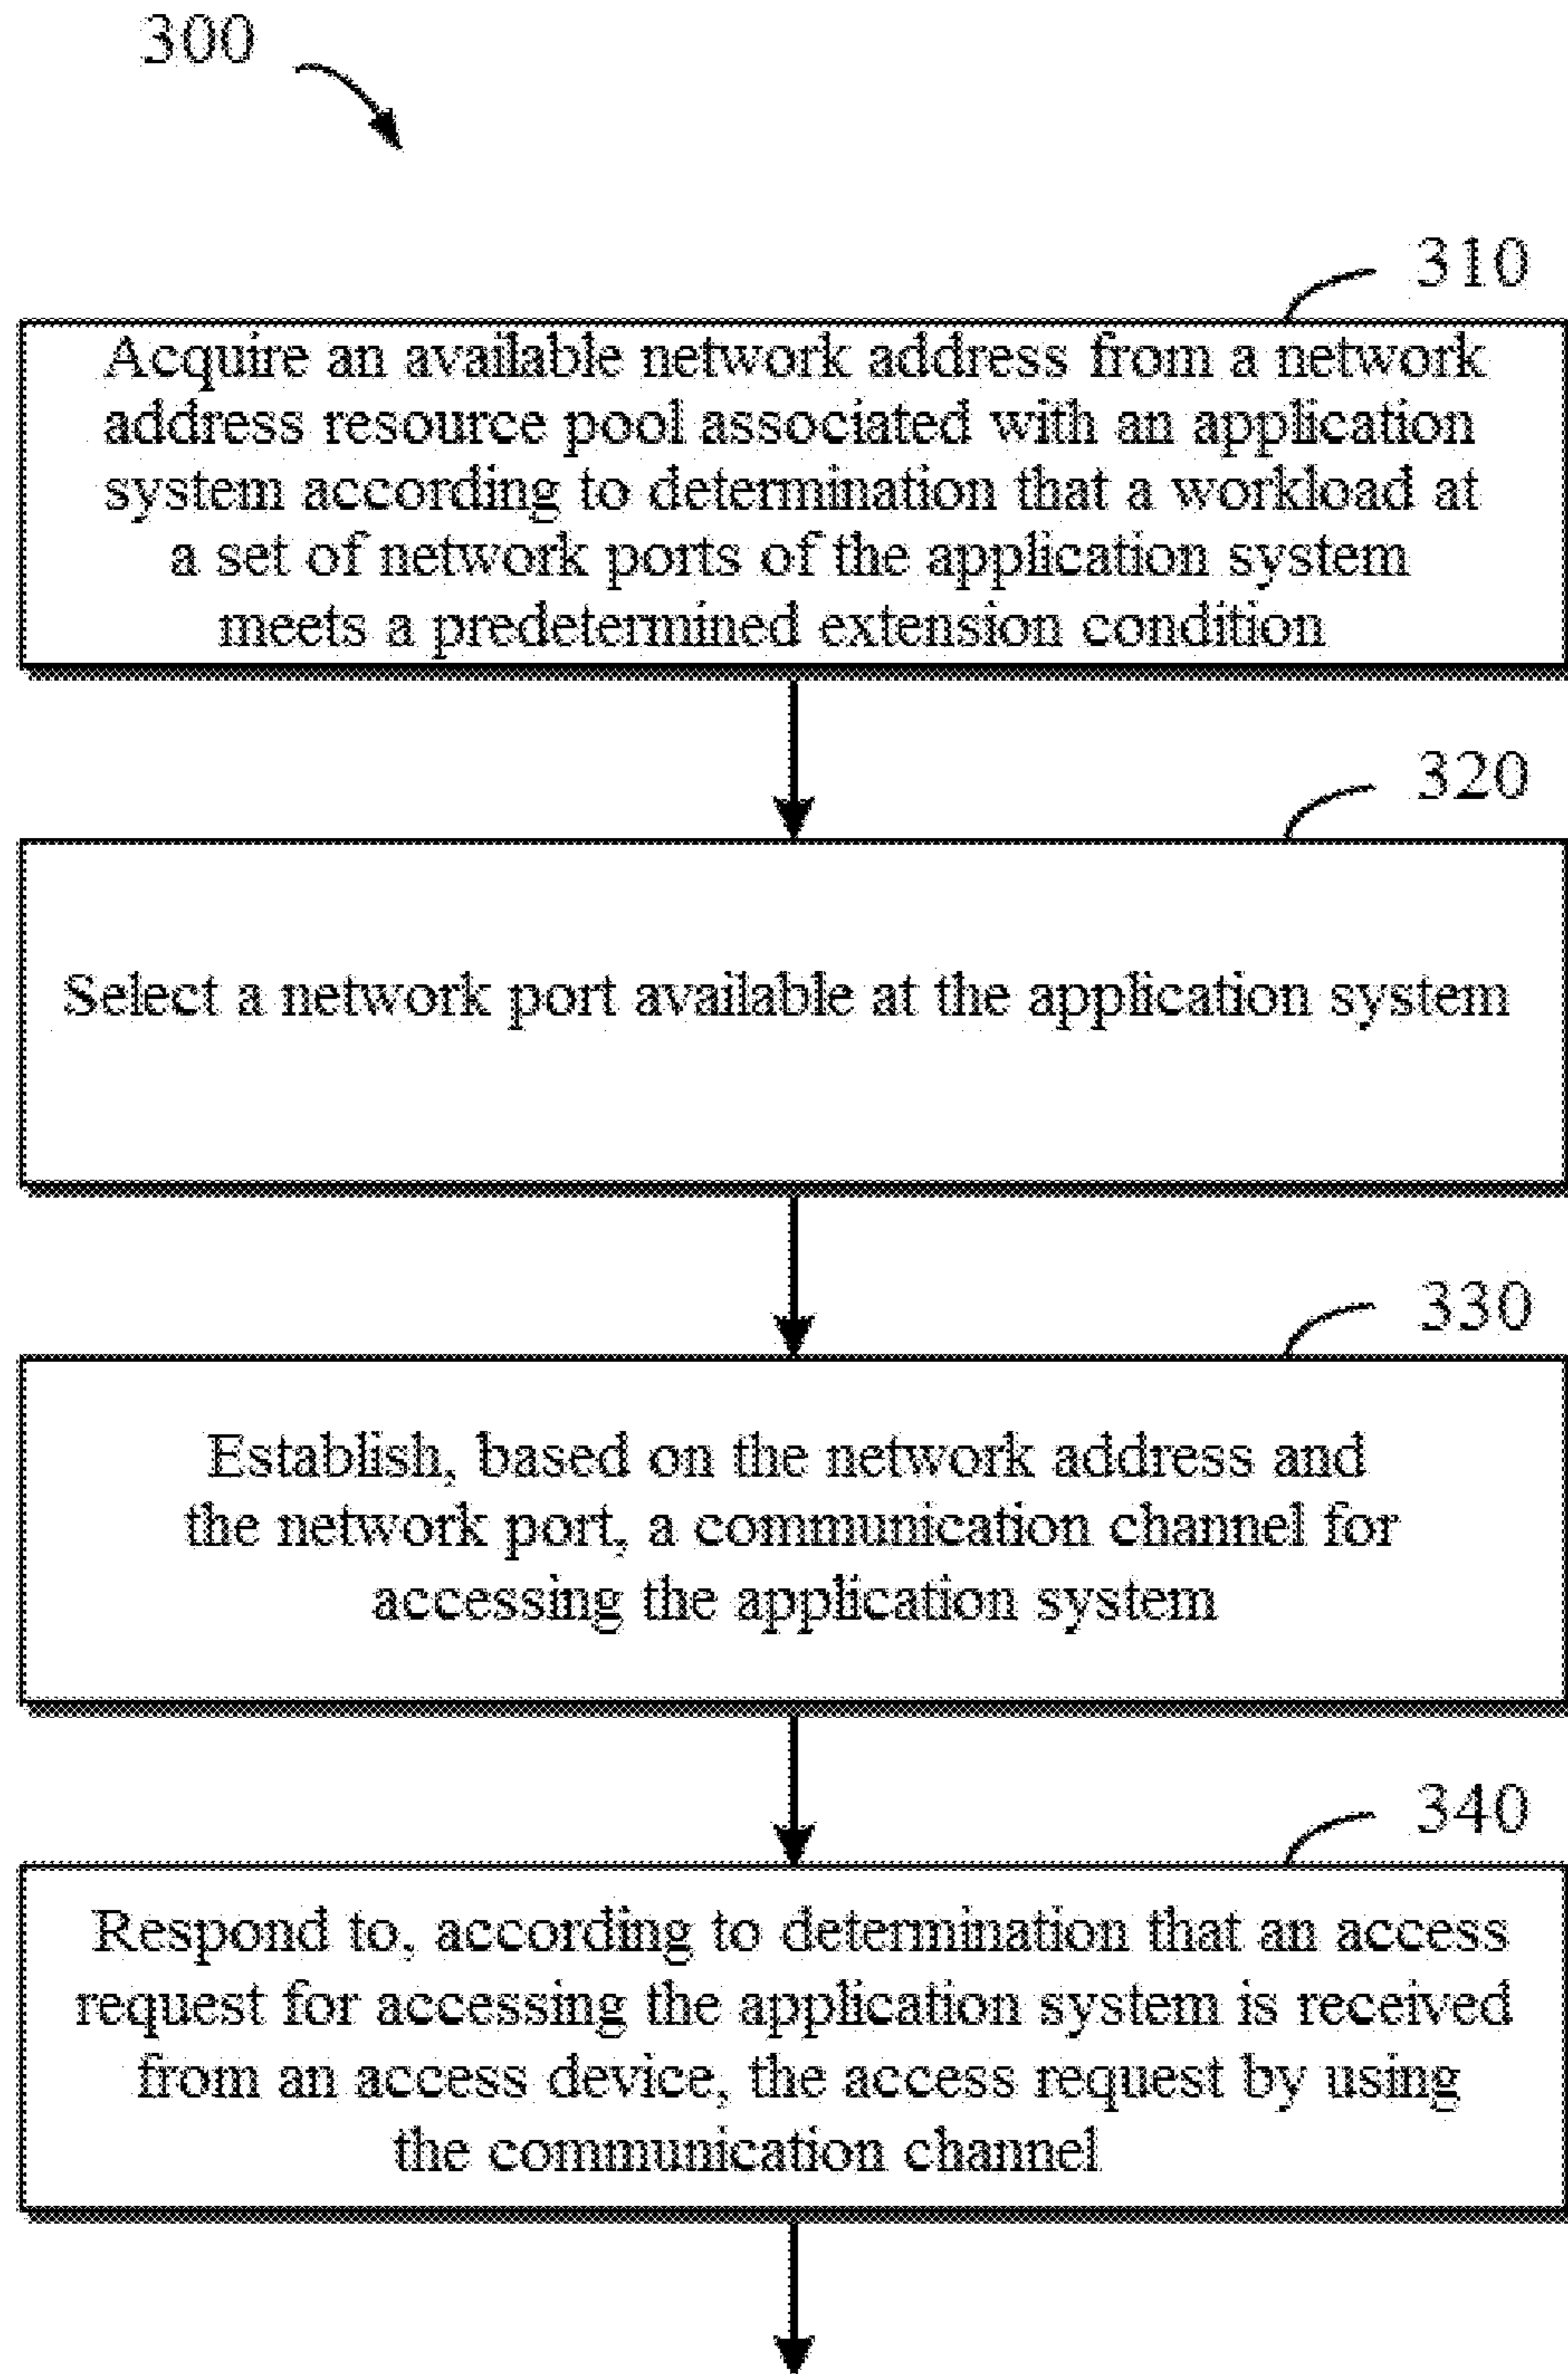 300
310
Acquire an available network address from a network
address resource pool associated with an application
system according to determination that a workload at
a set of network ports of the application system
meets a predetermined extension condition
320
Select a network port available at the application system
330
Establish, based on the network address and
the network port, a communication channel for
accessing the application system
340
Respond to, according to determination that an access
request for accessing the application system is received
from an access device, the access request by using
the communication channel